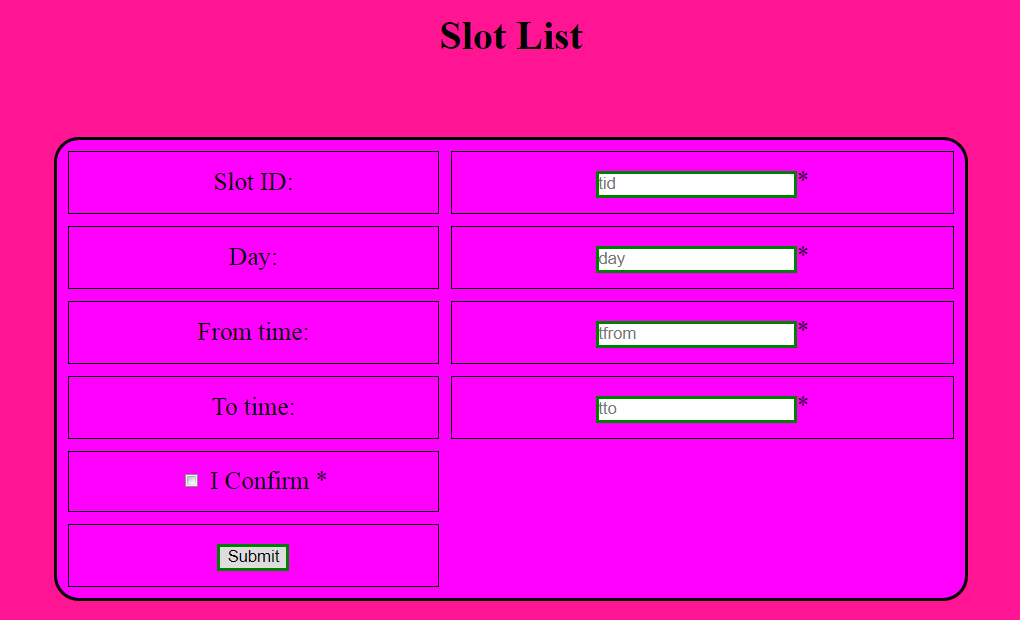 Slot List
Slot ID: tid*
Day: day*
From time: tfrom*
To time: tto*
I Confirm *
Submit